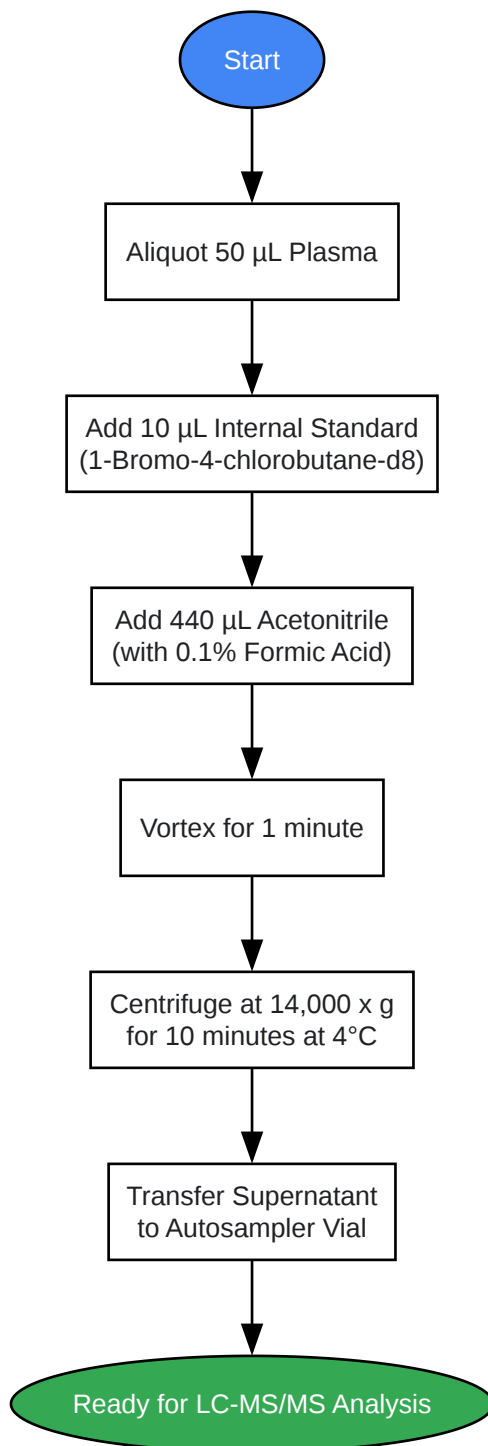 Start
Aliquot 50 µL Plasma
Add 10 µL Internal Standard
(1-Bromo-4-chlorobutane-d8)
Add 440 µL Acetonitrile
(with 0.1% Formic Acid)
Vortex for 1 minute
Centrifuge at 14,000 x g
for 10 minutes at 4°C
Transfer Supernatant
to Autosampler Vial
Ready for LC-MS/MS Analysis